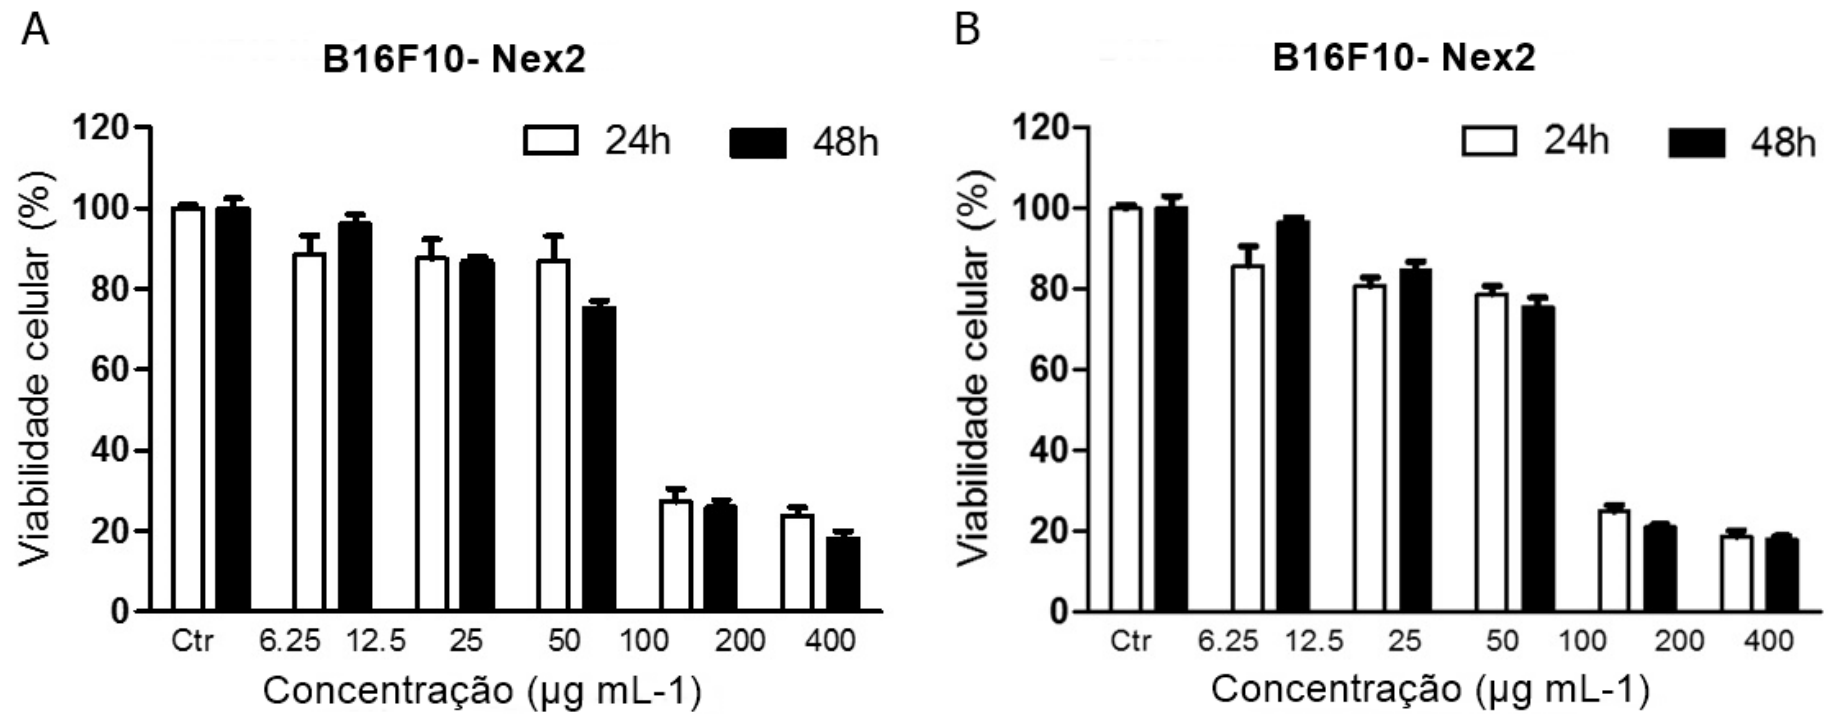 A
B16F10- Nex2
24h
48h
Viabilidade celular (%)
120
100
80
60
40
20
0
Ctr 6.25 12.5 25 50 100 200 400
Concentração (µg mL-1)
B
B16F10- Nex2
24h
48h
Viabilidade celular (%)
120
100
80
60
40
20
0
Ctr 6.25 12.5 25 50 100 200 400
Concentração (µg mL-1)